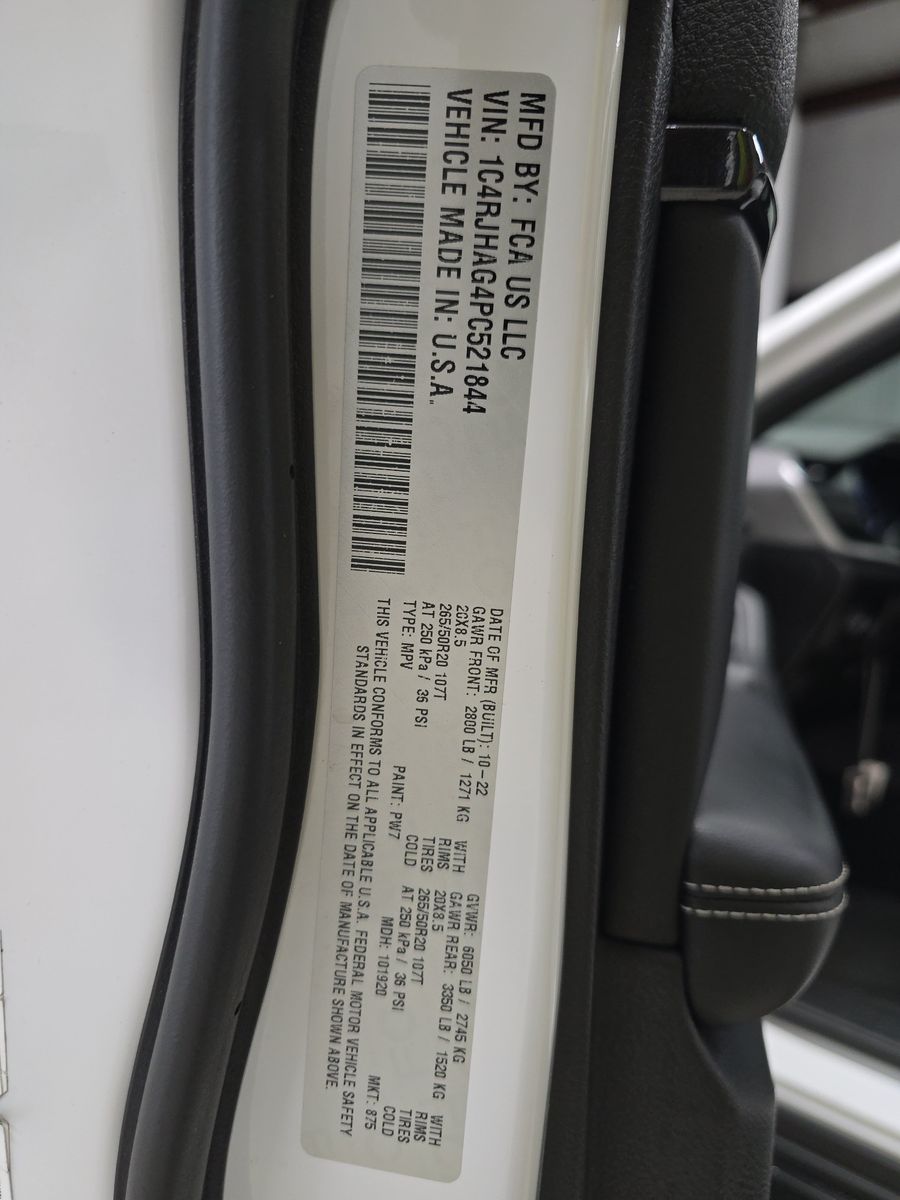 MFD BY: FCA US LLC
VIN: 1C4RJHAG4PC521844
VEHICLE MADE IN: U.S.A.
DATE OF MFR (BUILT): 10-22 GVWR: 6050 LB / 2745 KG
GAWR FRONT: 2800 LB / 1271 KG WITH GAWR REAR: 3350 LB / 1520 KG WITH
20X8.5 RIMS 20X8.5 RIMS
265/50R20 107T TIRES 265/50R20 107T TIRES
AT 250 kPa / 36 PSI COLD AT 250 kPa / 36 PSI COLD
TYPE: MPV PAINT: PW7 MDH: 101920 MKT: 875
THIS VEHICLE CONFORMS TO ALL APPLICABLE U.S.A. FEDERAL MOTOR VEHICLE SAFETY
STANDARDS IN EFFECT ON THE DATE OF MANUFACTURE SHOWN ABOVE.